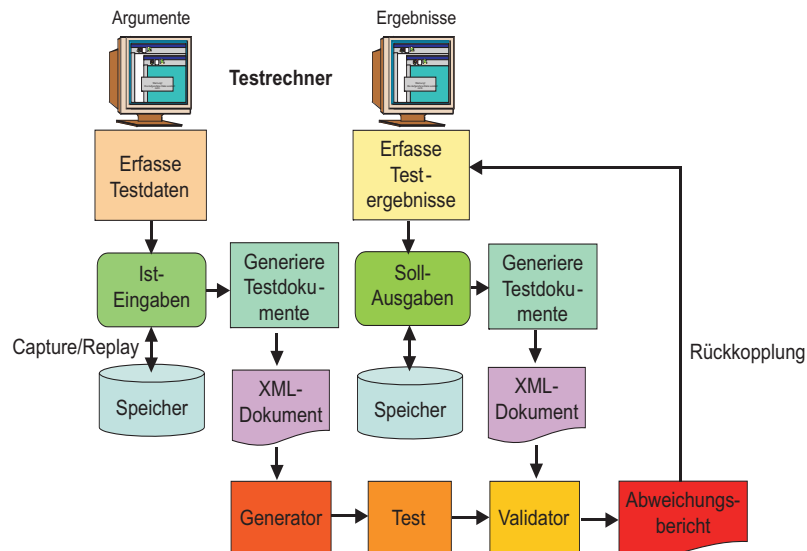 Argumente
Ergebnisse
Testrechner
Erfasse
Testdaten
Erfasse
Test-
ergebnisse
Ist-
Eingaben
Generiere
Testdoku-
mente
Soll-
Ausgaben
Generiere
Testdoku-
mente
Capture/Replay
Rückkopplung
Speicher
XML-
Dokument
Speicher
XML-
Dokument
Generator
Test
Validator
Abweichungs-
bericht